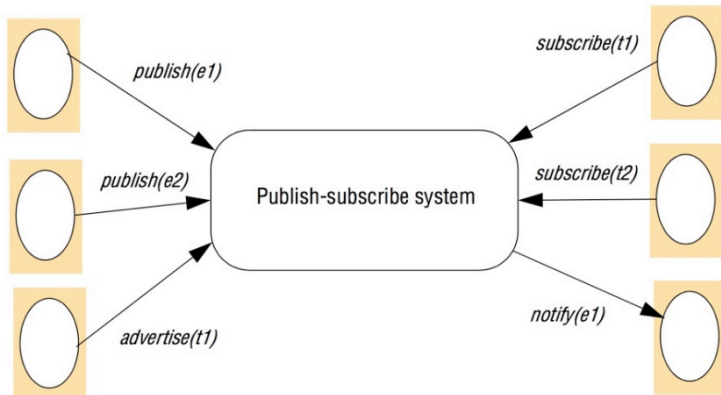 publish(e1)
subscribe(t1)
publish(e2)
Publish-subscribe system
subscribe(t2)
advertise(t1)
notify(e1)